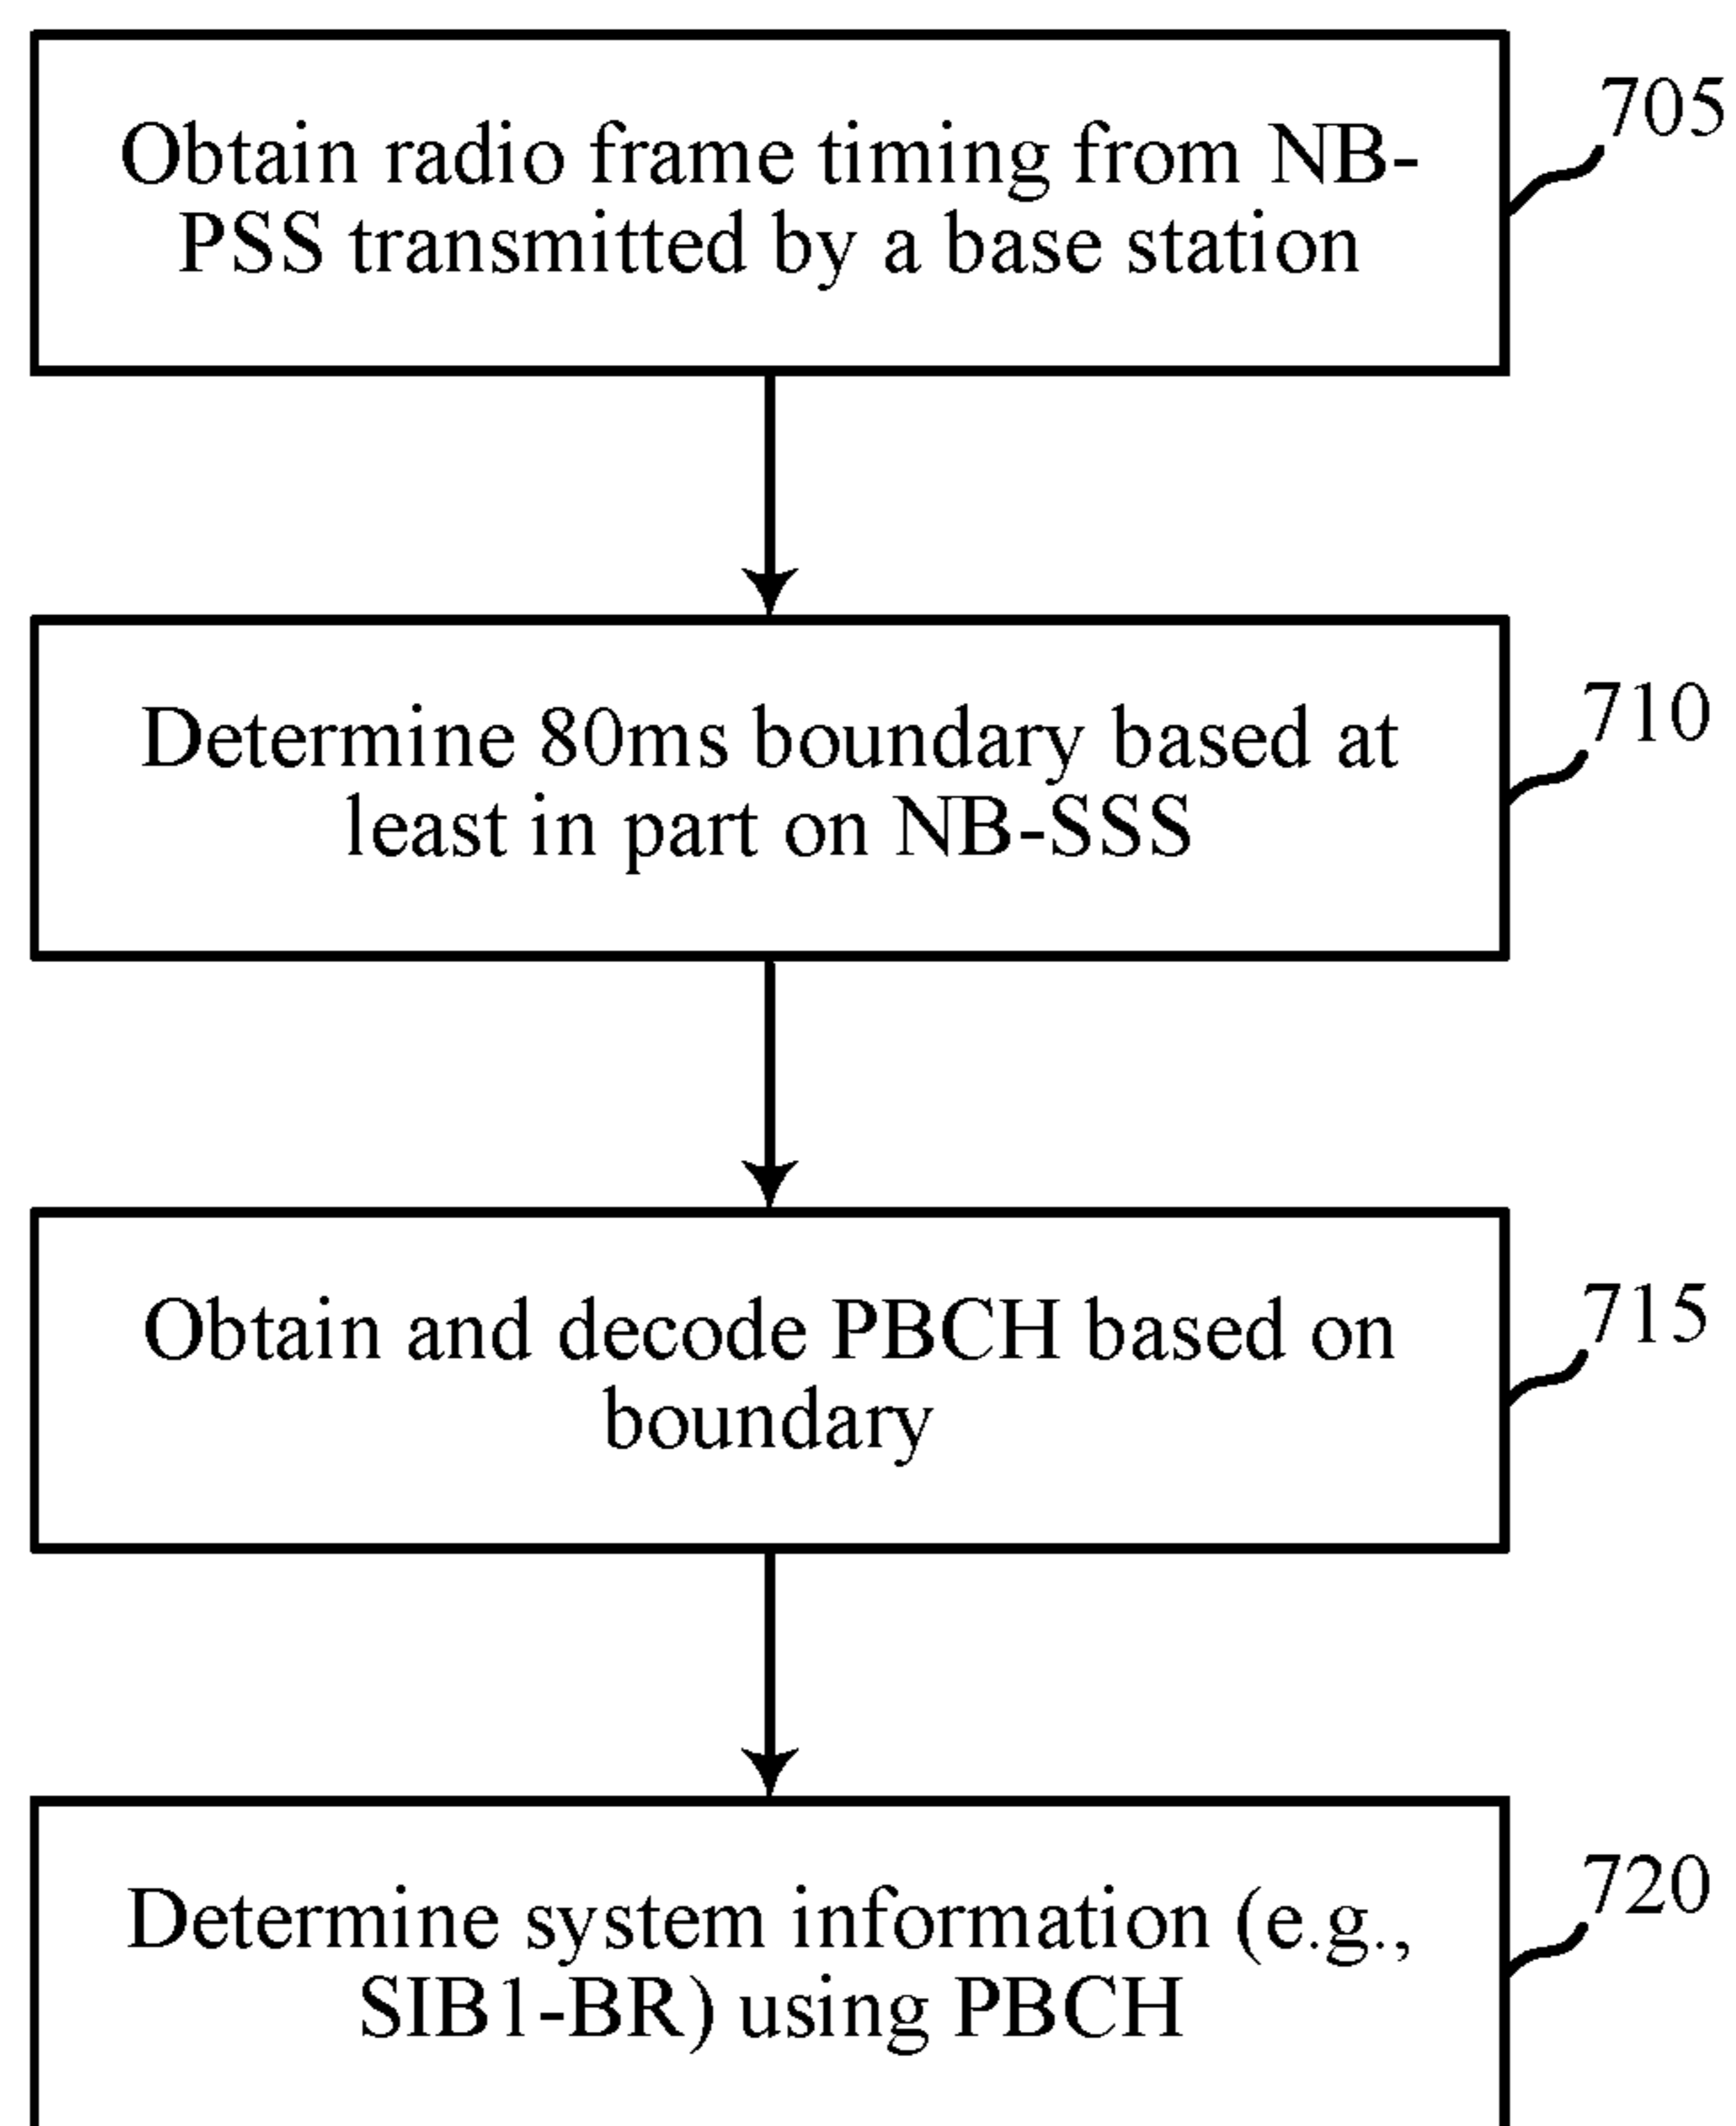 Obtain radio frame timing from NB-
PSS transmitted by a base station
705
Determine 80ms boundary based at
least in part on NB-SSS
710
Obtain and decode PBCH based on
boundary
715
Determine system information (e.g.,
SIB1-BR) using PBCH
720